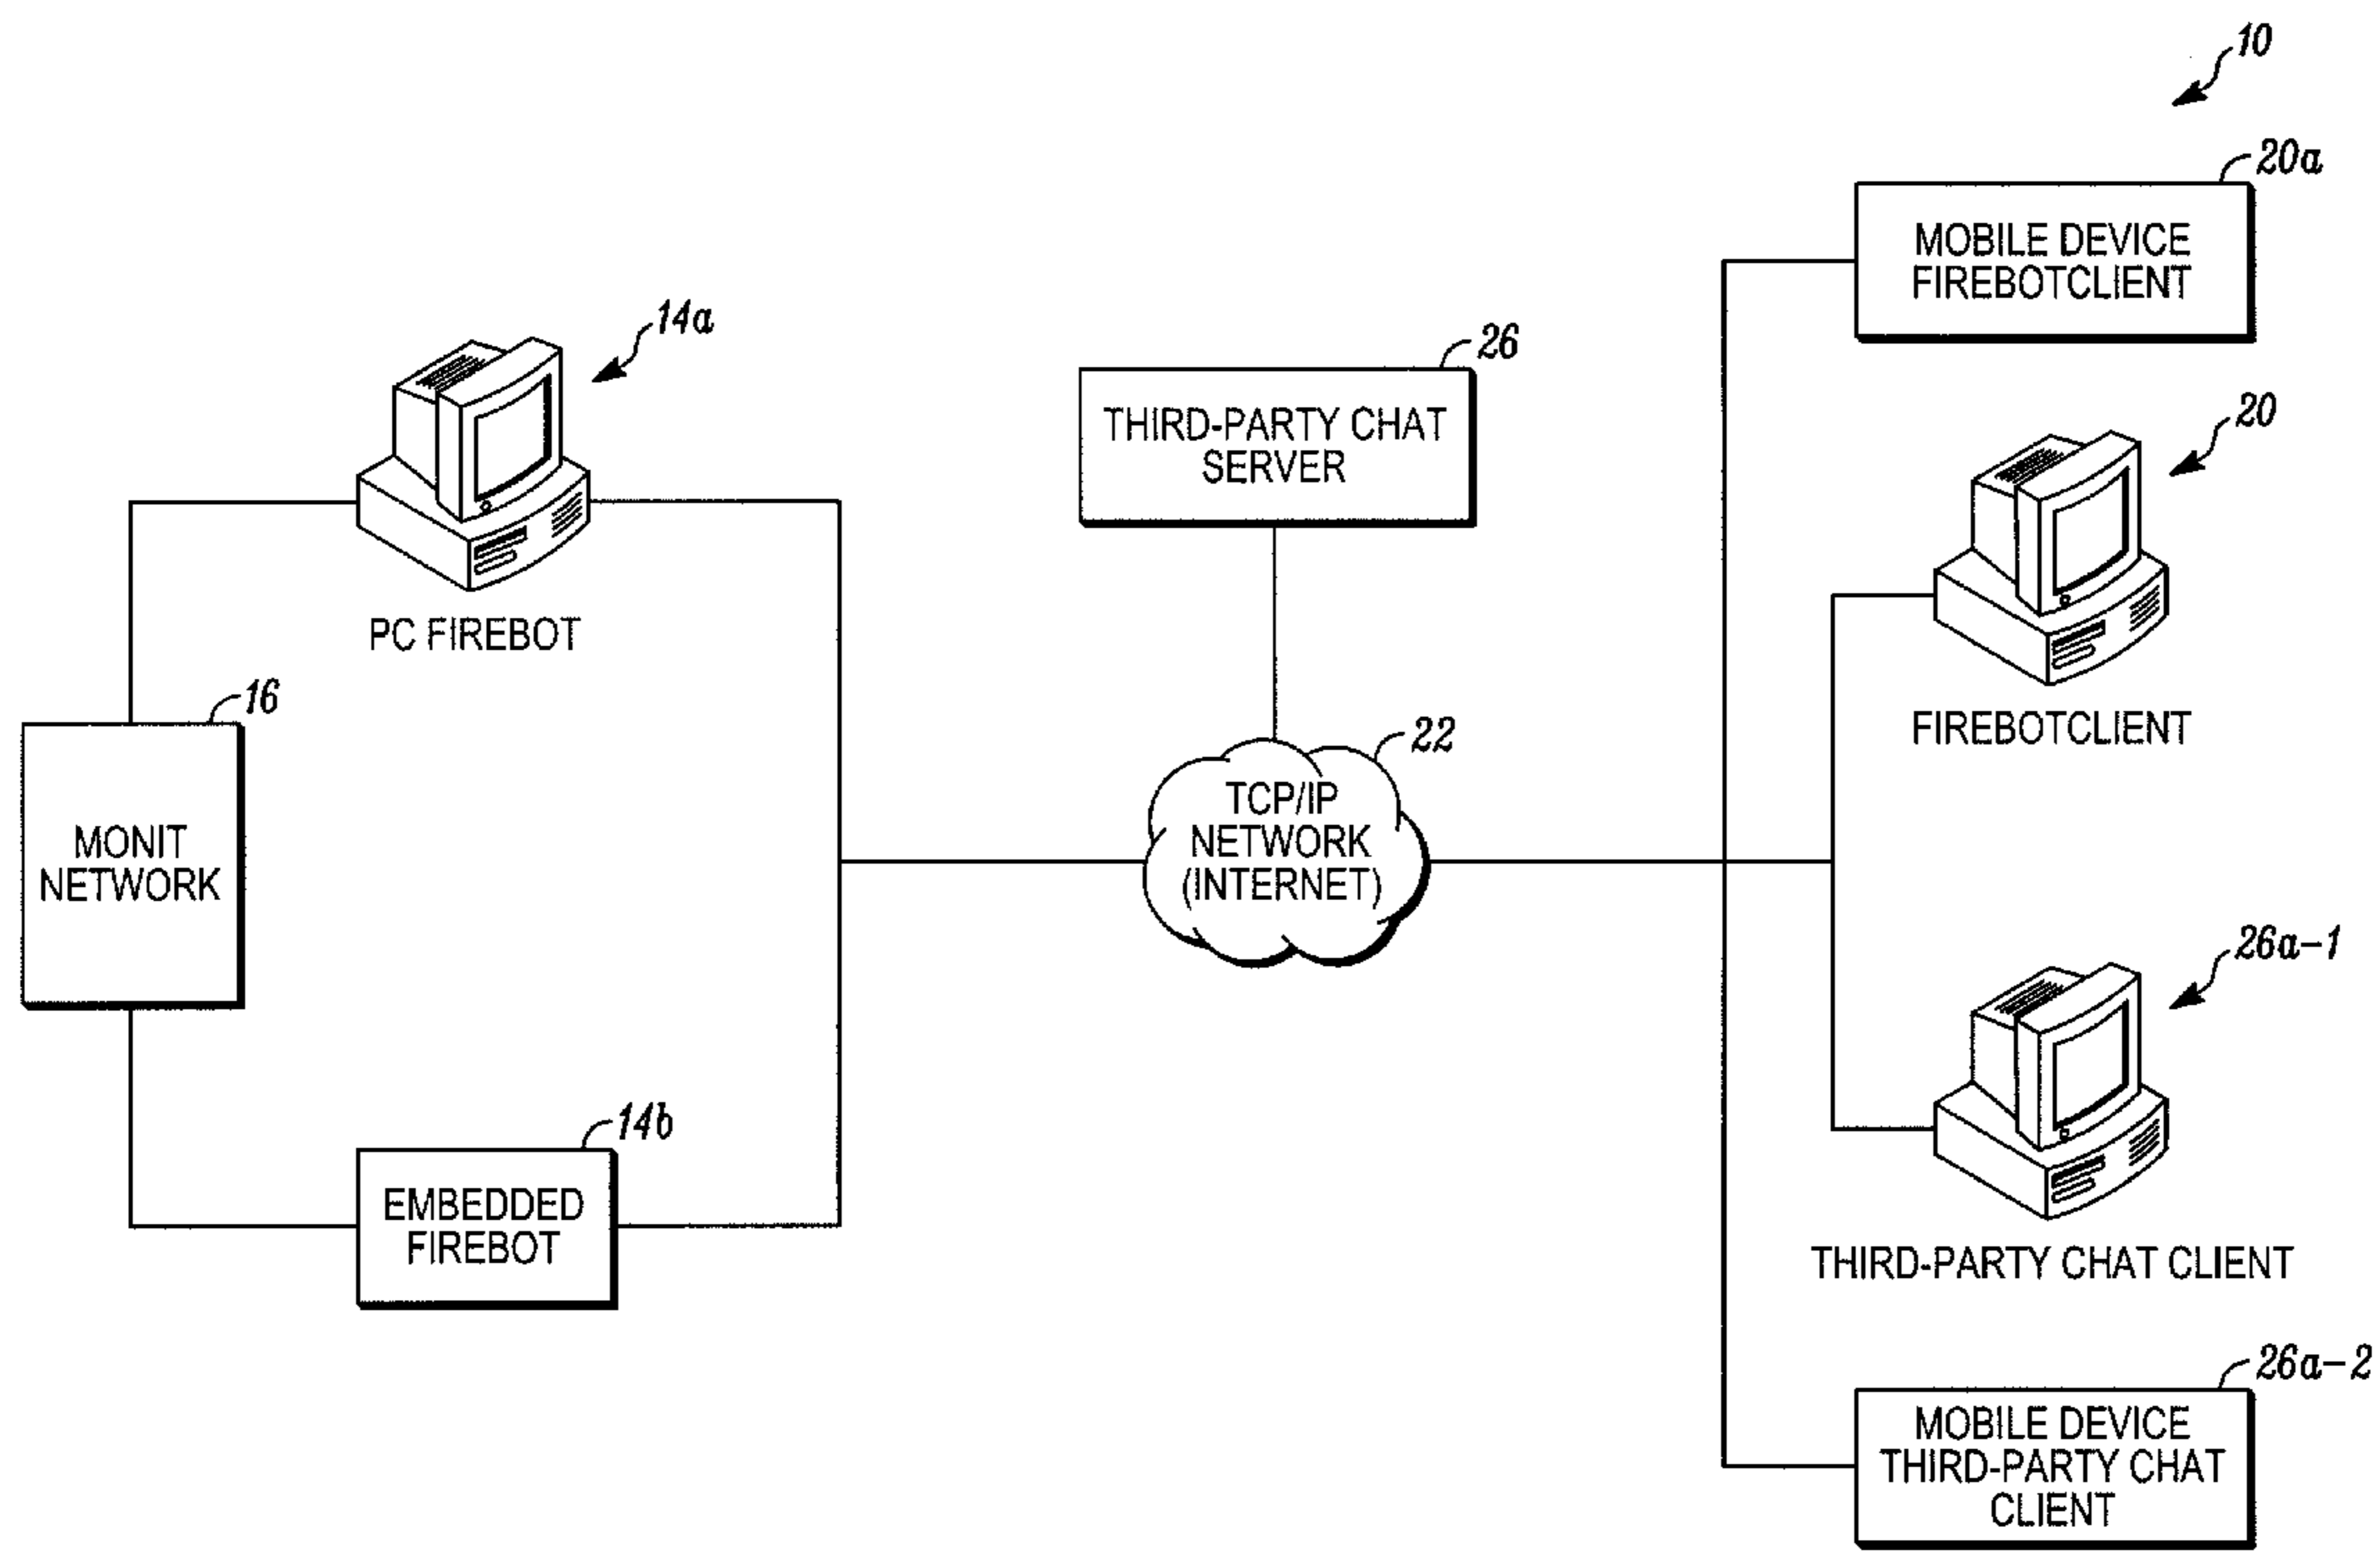 10
20a
MOBILE DEVICE
FIREBOTCLIENT
14a
26
THIRD-PARTY CHAT
SERVER
20
PC FIREBOT
FIREBOTCLIENT
16
MONIT
NETWORK
22
TCP/IP
NETWORK
(INTERNET)
26a-1
14b
EMBEDDED
FIREBOT
THIRD-PARTY CHAT CLIENT
26a-2
MOBILE DEVICE
THIRD-PARTY CHAT
CLIENT